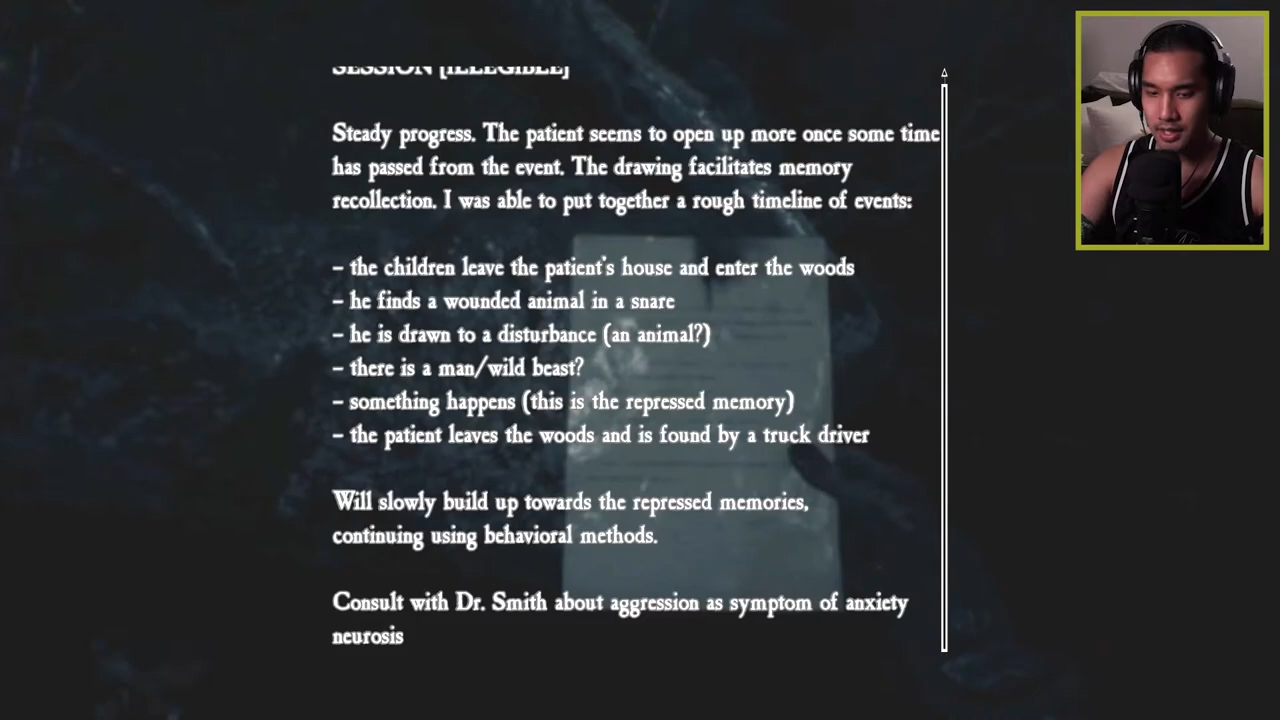 SESSION [ILLEGIBLE]
Steady progress. The patient seems to open up more once some time
has passed from the event. The drawing facilitates memory
recollection. I was able to put together a rough timeline of events:
– the children leave the patient's house and enter the woods
– he finds a wounded animal in a snare
– he is drawn to a disturbance (an animal?)
– there is a man/wild beast?
– something happens (this is the repressed memory)
– the patient leaves the woods and is found by a truck driver
Will slowly build up towards the repressed memories,
continuing using behavioral methods.
Consult with Dr. Smith about aggression as symptom of anxiety
neurosis